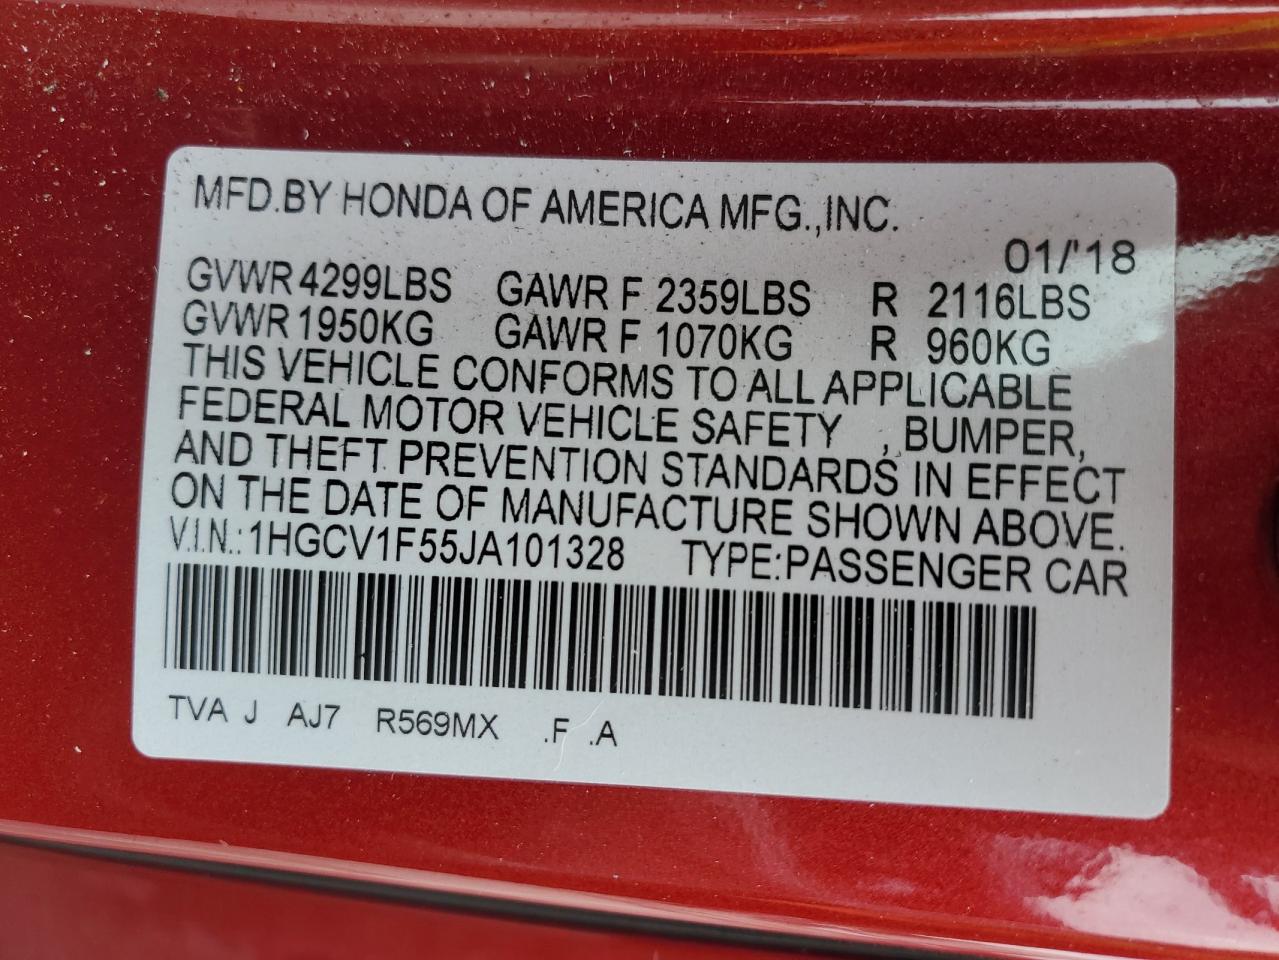 MFD.BY HONDA OF AMERICA MFG.,INC.
01/'18
GVWR 4299LBS GAWR F 2359LBS R 2116LBS
GVWR 1950KG GAWR F 1070KG R 960KG
THIS VEHICLE CONFORMS TO ALL APPLICABLE
FEDERAL MOTOR VEHICLE SAFETY , BUMPER,
AND THEFT PREVENTION STANDARDS IN EFFECT
ON THE DATE OF MANUFACTURE SHOWN ABOVE.
V.I.N.: 1HGCV1F55JA101328 TYPE:PASSENGER CAR
TVA J AJ7 R569MX .F .A